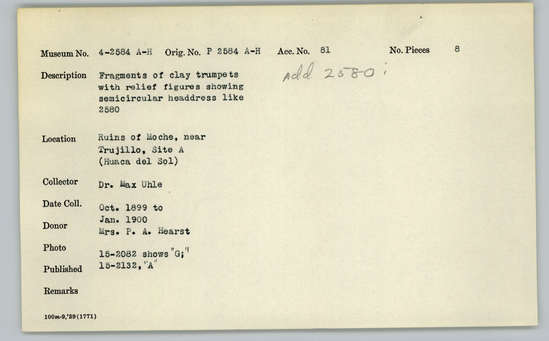 Museum No. 4-2584 A-H Orig. No. P 2584 A-H Acc. No. 81 No. Pieces 8
Description Fragments of clay trumpets
with relief figures showing
semicircular headdress like
2580
add 2580 i
Location Ruins of Moche, near
Trujillo, Site A
(Huaca del Sol)
Collector Dr. Max Uhle
Date Coll. Oct. 1899 to
Jan. 1900
Donor Mrs. P. A. Hearst
Photo 15-2082 shows "G;"
Published 15-2132, "A"
Remarks
100m-9,'29(1771)